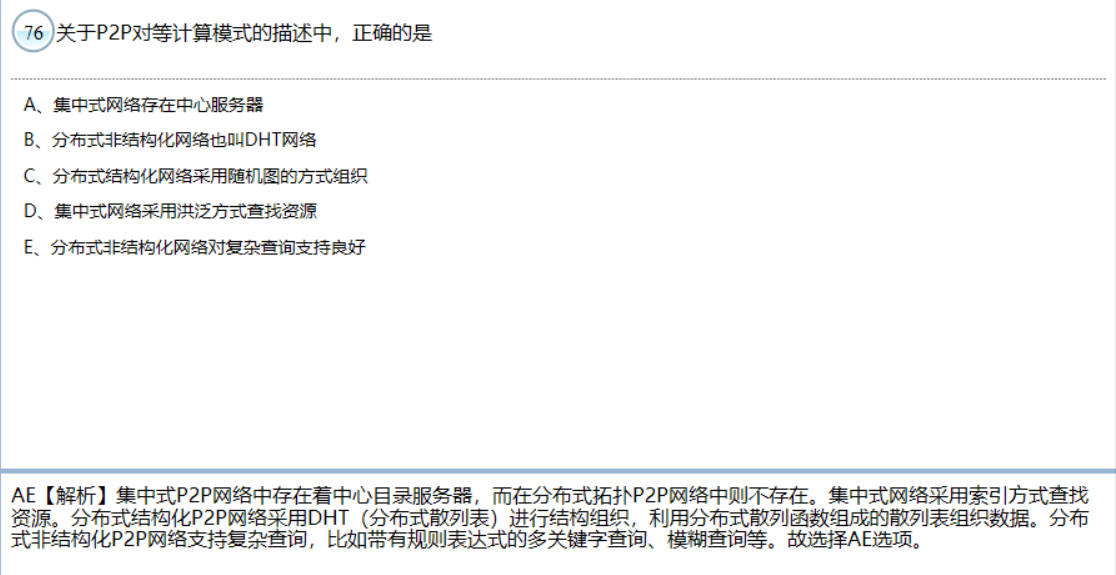 76 关于P2P对等计算模式的描述中，正确的是
A、集中式网络存在中心服务器
B、分布式非结构化网络也叫DHT网络
C、分布式结构化网络采用随机图的方式组织
D、集中式网络采用洪泛方式查找资源
E、分布式非结构化网络对复杂查询支持良好
AE【解析】集中式P2P网络中存在着中心目录服务器，而在分布式拓扑P2P网络中则不存在。集中式网络采用索引方式查找
资源。分布式结构化P2P网络采用DHT（分布式散列表）进行结构组织，利用分布式散列函数组成的散列表组织数据。分布
式非结构化P2P网络支持复杂查询，比如带有规则表达式的多关键字查询、模糊查询等。故选择AE选项。